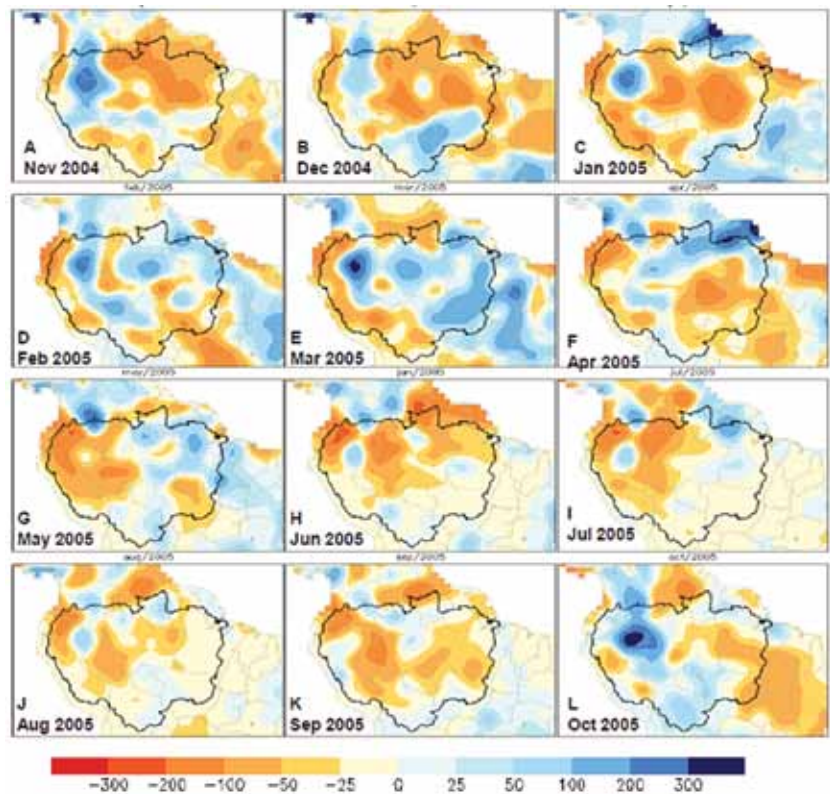 A
Nov 2004
B
Dec 2004
C
Jan 2005
feb/2005
mar/2005
apr/2005
D
Feb 2005
E
Mar 2005
F
Apr 2005
may/2005
jun/2005
jul/2005
G
May 2005
H
Jun 2005
I
Jul 2005
aug/2005
sep/2005
oct/2005
J
Aug 2005
K
Sep 2005
L
Oct 2005
−300 −200 −100 −50 −25 0 25 50 100 200 300